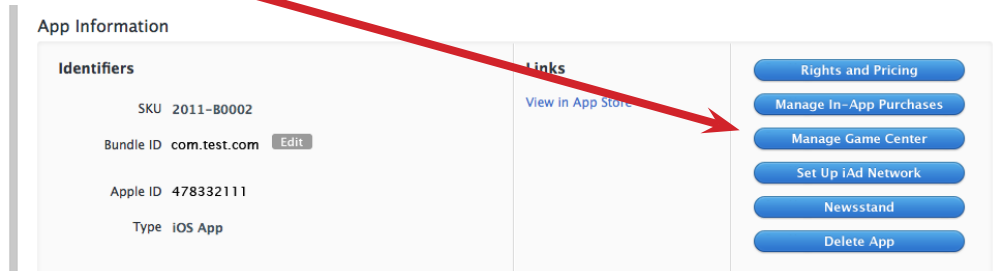 App Information
Identifiers
SKU 2011-B0002
Bundle ID com.test.com Edit
Apple ID 478332111
Type iOS App
Links
View in App Store
Rights and Pricing
Manage In-App Purchases
Manage Game Center
Set Up iAd Network
Newsstand
Delete App